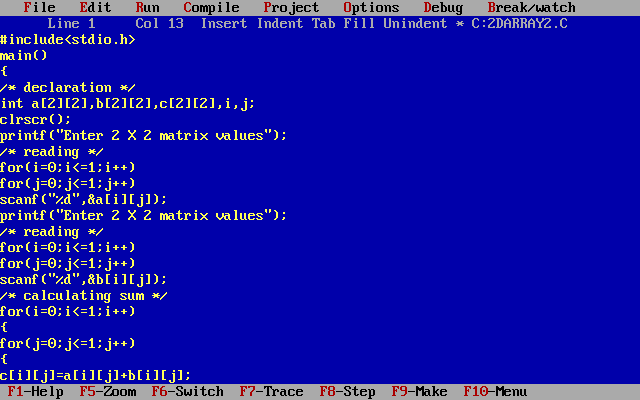 File Edit Run Compile Project Options Debug Break/watch
Line 1 Col 13 Insert Indent Tab Fill Unindent * C:2DARRAY2.C
#include<stdio.h>
main()
{
/* declaration */
int a[2][2],b[2][2],c[2][2],i,j;
clrscr();
printf("Enter 2 X 2 matrix values");
/* reading */
for(i=0;i<=1;i++)
for(j=0;j<=1;j++)
scanf("%d",&a[i][j]);
printf("Enter 2 X 2 matrix values");
/* reading */
for(i=0;i<=1;i++)
for(j=0;j<=1;j++)
scanf("%d",&b[i][j]);
/* calculating sum */
for(i=0;i<=1;i++)
{
for(j=0;j<=1;j++)
{
c[i][j]=a[i][j]+b[i][j];
F1-Help F5-Zoom F6-Switch F7-Trace F8-Step F9-Make F10-Menu